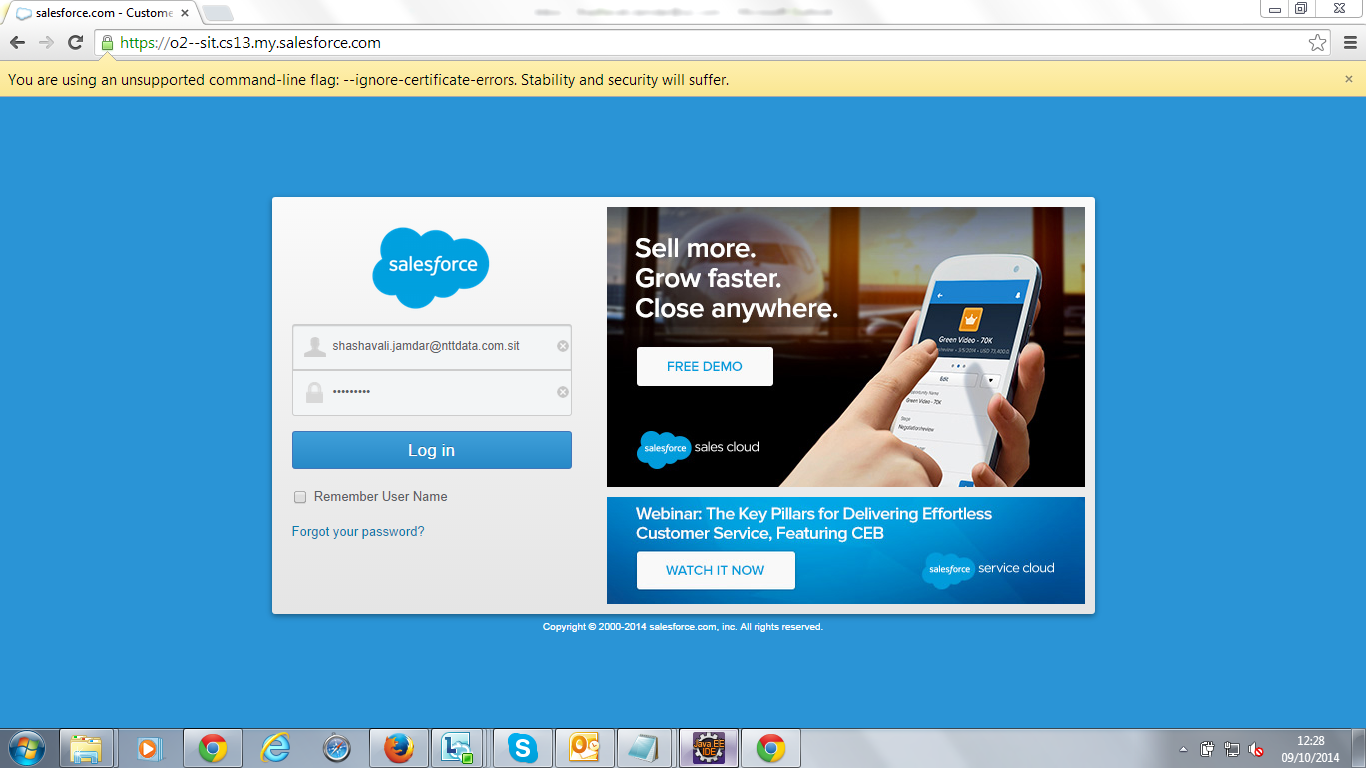 salesforce.com - Custome
https://o2--sit.cs13.my.salesforce.com
You are using an unsupported command-line flag: --ignore-certificate-errors. Stability and security will suffer.
salesforce
shashavali.jamdar@nttdata.com.sit
Log in
Remember User Name
Forgot your password?
Sell more.
Grow faster.
Close anywhere.
FREE DEMO
salesforce sales cloud
Green Video - 70K
Edit
Green Video - 70K
Webinar: The Key Pillars for Delivering Effortless
Customer Service, Featuring CEB
WATCH IT NOW
salesforce service cloud
Copyright © 2000-2014 salesforce.com, inc. All rights reserved.
Java EE
IDE
12:28
09/10/2014